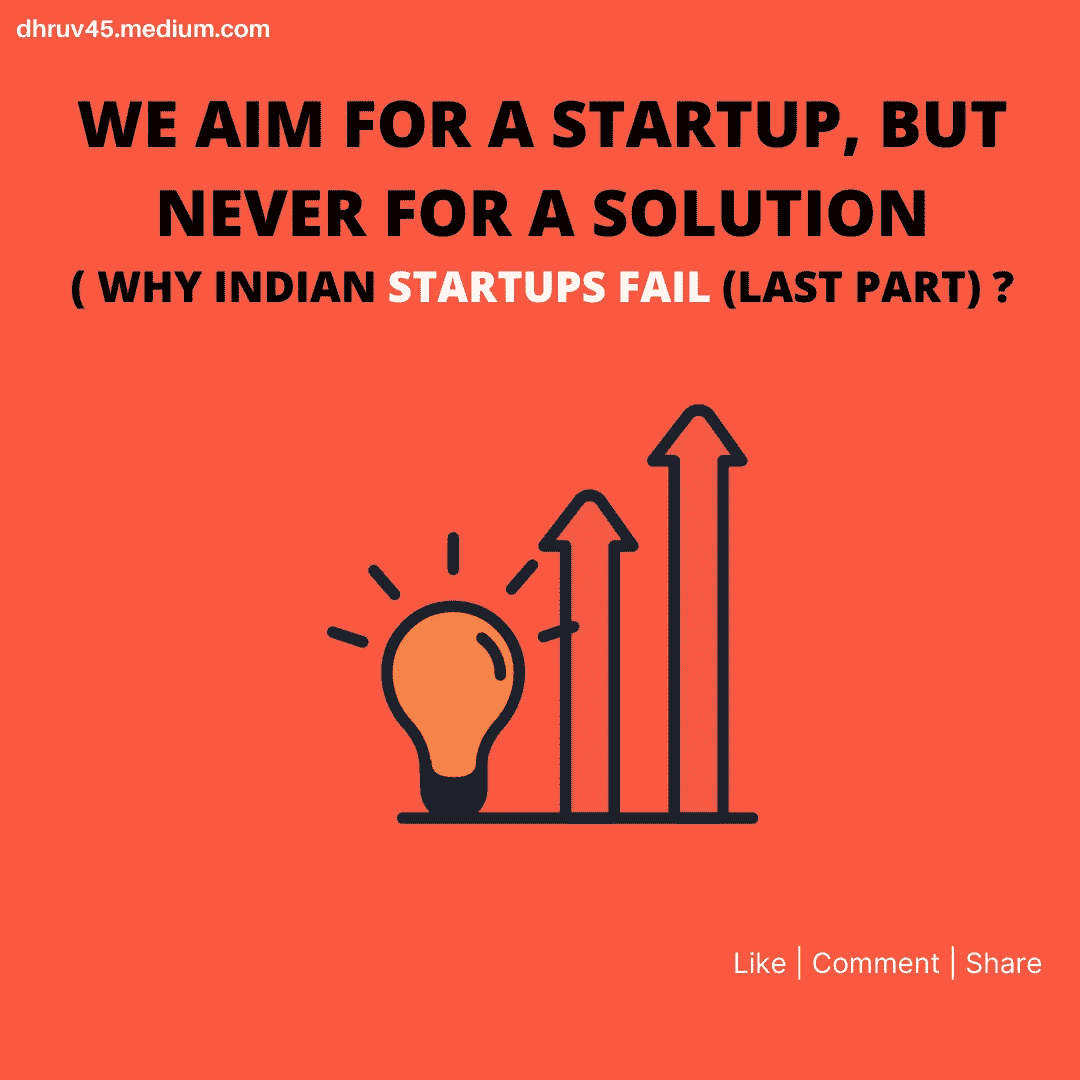 dhruv45.medium.com
WE AIM FOR A STARTUP, BUT
NEVER FOR A SOLUTION
( WHY INDIAN STARTUPS FAIL (LAST PART) ?
Like | Comment | Share